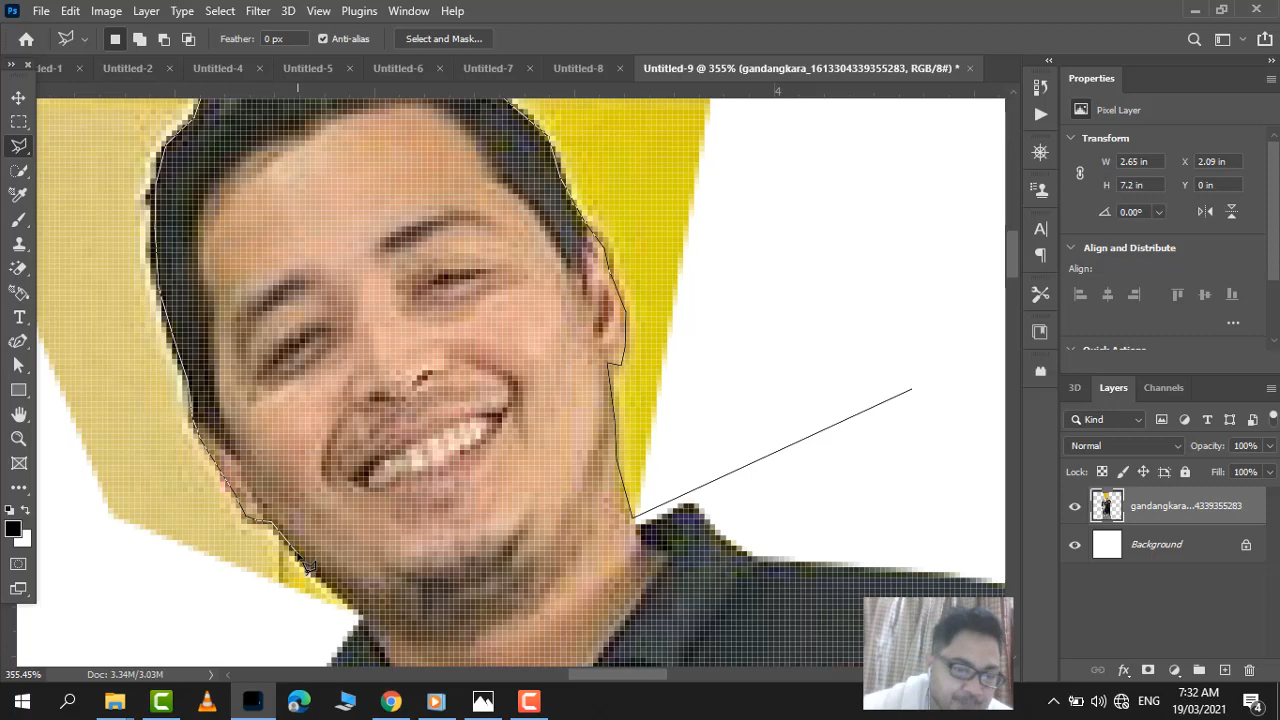 Ps File Edit Image Layer Type Select Filter 3D View Plugins Window Help
Feather: 0 px Anti-alias Select and Mask...
Untitled-2 × Untitled-4 × Untitled-5 × Untitled-6 × Untitled-7 × Untitled-8 × Untitled-9 @ 355% (gandangkara_1613304339355283, RGB/8#) * ×
4
Properties
Pixel Layer
Transform
W 2.65 in X 2.09 in
H 7.2 in Y 0 in
0.00°
Align and Distribute
Align:
...
3D Layers Channels
Kind
Normal Opacity: 100%
Lock: Fill: 100%
gandangkara...4339355283
Background
fx
355.45% Doc: 3.34M/3.03M
ENG
7:32 AM
19/03/2021
4